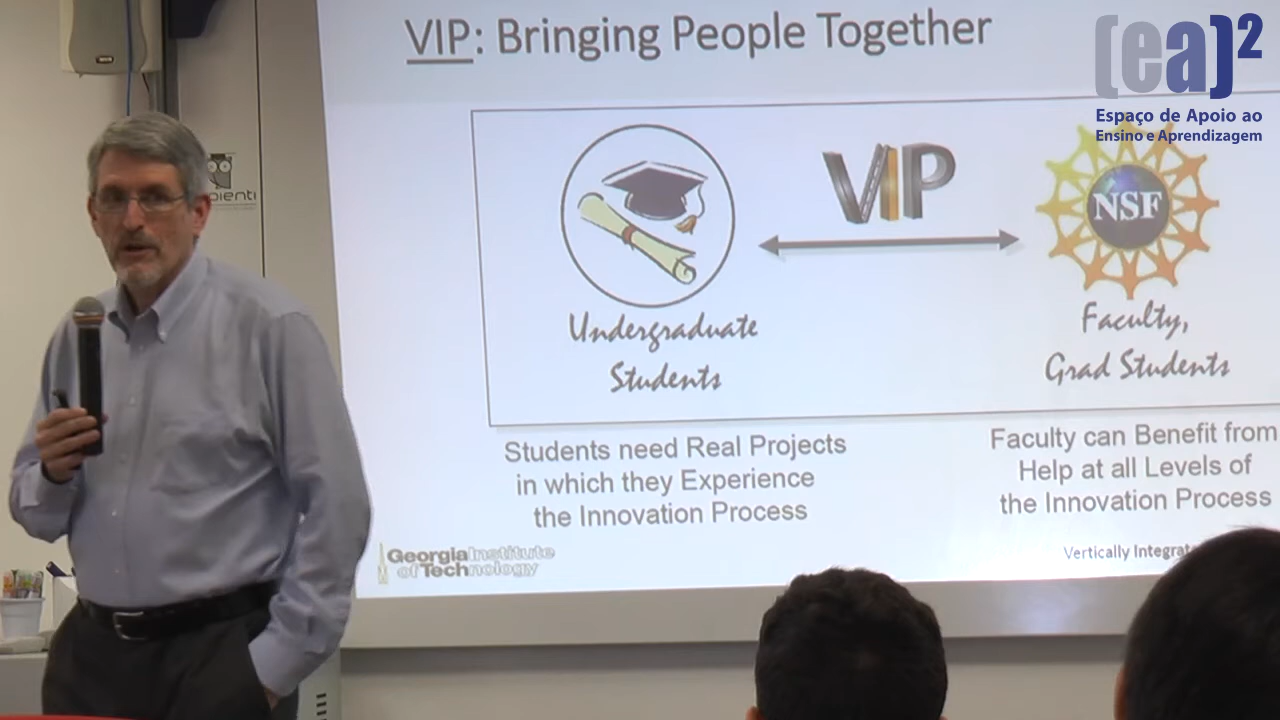 VIP: Bringing People Together
(ea)²
Espaço de Apoio ao
Ensino e Aprendizagem
VIP
NSF
Undergraduate
Students
Faculty,
Grad Students
Students need Real Projects
in which they Experience
the Innovation Process
Faculty can Benefit from
Help at all Levels of
the Innovation Process
Georgia Institute
of Technology
Vertically